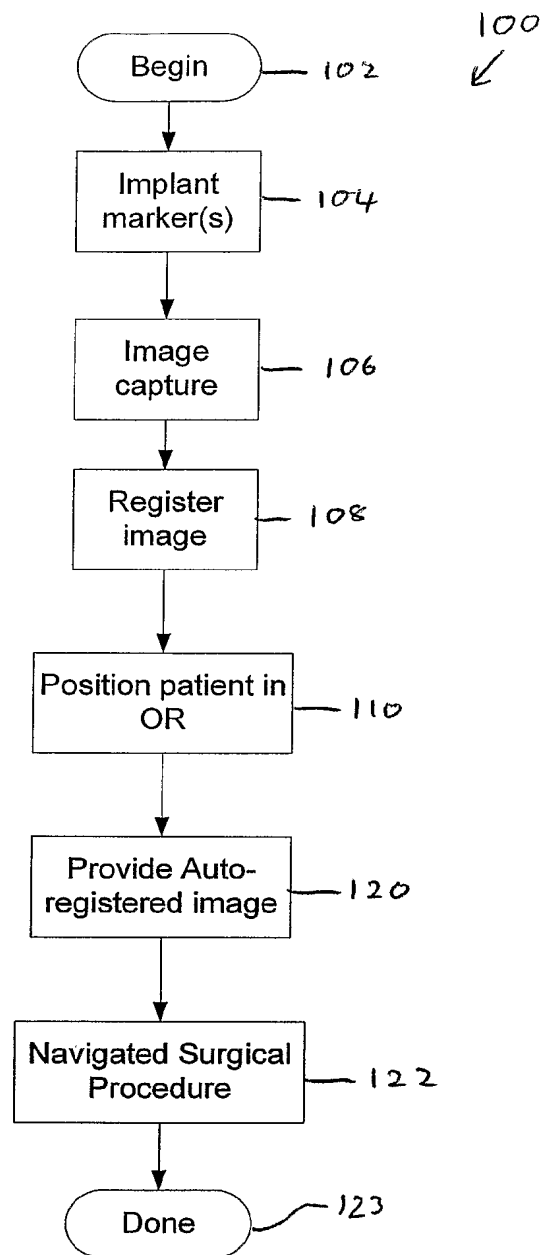 100
Begin 102
Implant
marker(s) 104
Image
capture 106
Register
image 108
Position patient in
OR 110
Provide Auto-
registered image 120
Navigated Surgical
Procedure 122
Done 123